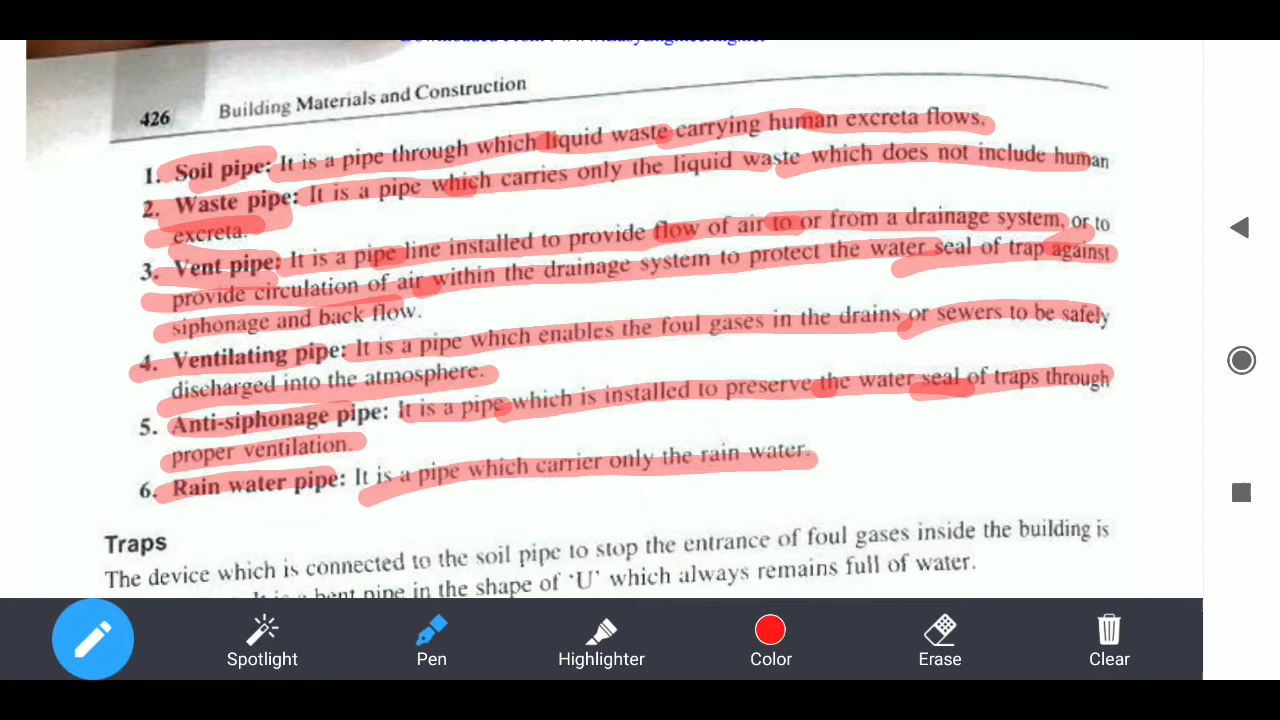 Downloaded From : www.EasyEngineering.net
426 Building Materials and Construction
1. Soil pipe: It is a pipe through which liquid waste carrying human excreta flows.
2. Waste pipe: It is a pipe which carries only the liquid waste which does not include human
excreta.
3. Vent pipe: It is a pipe line installed to provide flow of air to or from a drainage system, or to
provide circulation of air within the drainage system to protect the water seal of trap against
siphonage and back flow.
4. Ventilating pipe: It is a pipe which enables the foul gases in the drains or sewers to be safely
discharged into the atmosphere.
5. Anti-siphonage pipe: It is a pipe which is installed to preserve the water seal of traps through
proper ventilation.
6. Rain water pipe: It is a pipe which carrier only the rain water.
Traps
The device which is connected to the soil pipe to stop the entrance of foul gases inside the building is
It is a bent pipe in the shape of 'U' which always remains full of water.
Spotlight Pen Highlighter Color Erase Clear